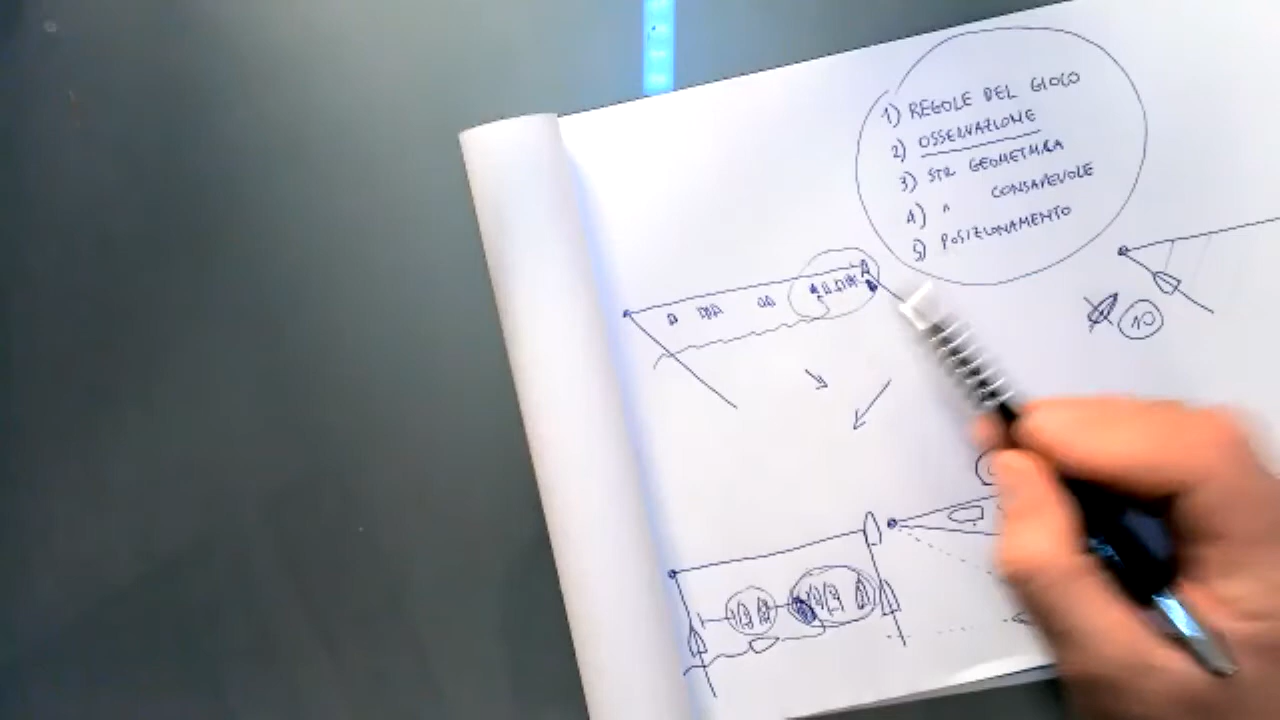 1) REGOLE DEL GIOCO
2) OSSERVAZIONE
3) STR GEOMETRICA
4) " CONSAPEVOLE
5) POSIZIONAMENTO
10